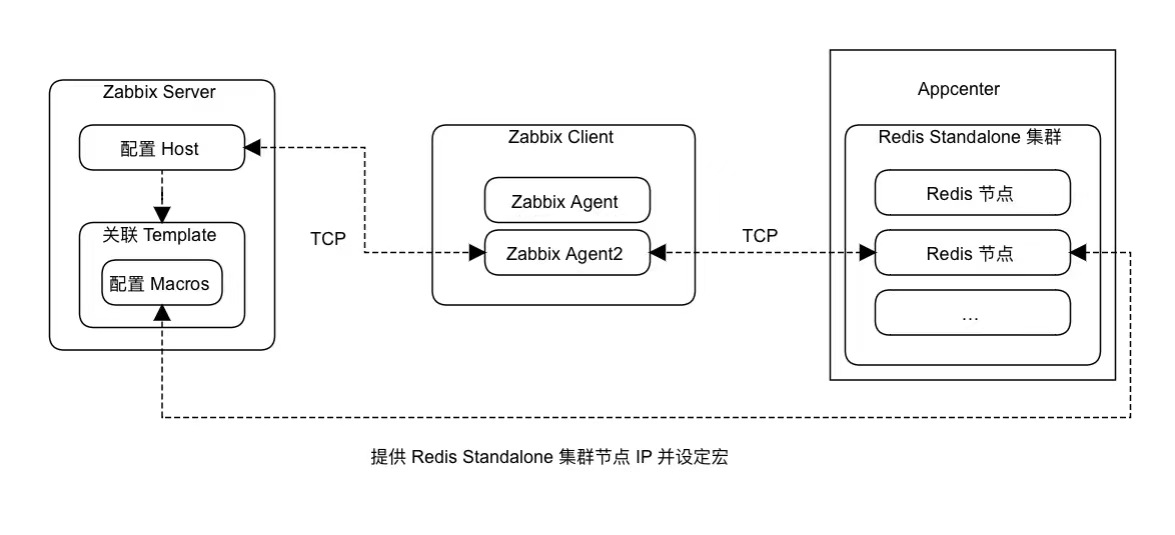 Zabbix Server
配置 Host
关联 Template
配置 Macros
TCP
Zabbix Client
Zabbix Agent
Zabbix Agent2
TCP
Appcenter
Redis Standalone 集群
Redis 节点
Redis 节点
...
提供 Redis Standalone 集群节点 IP 并设定宏